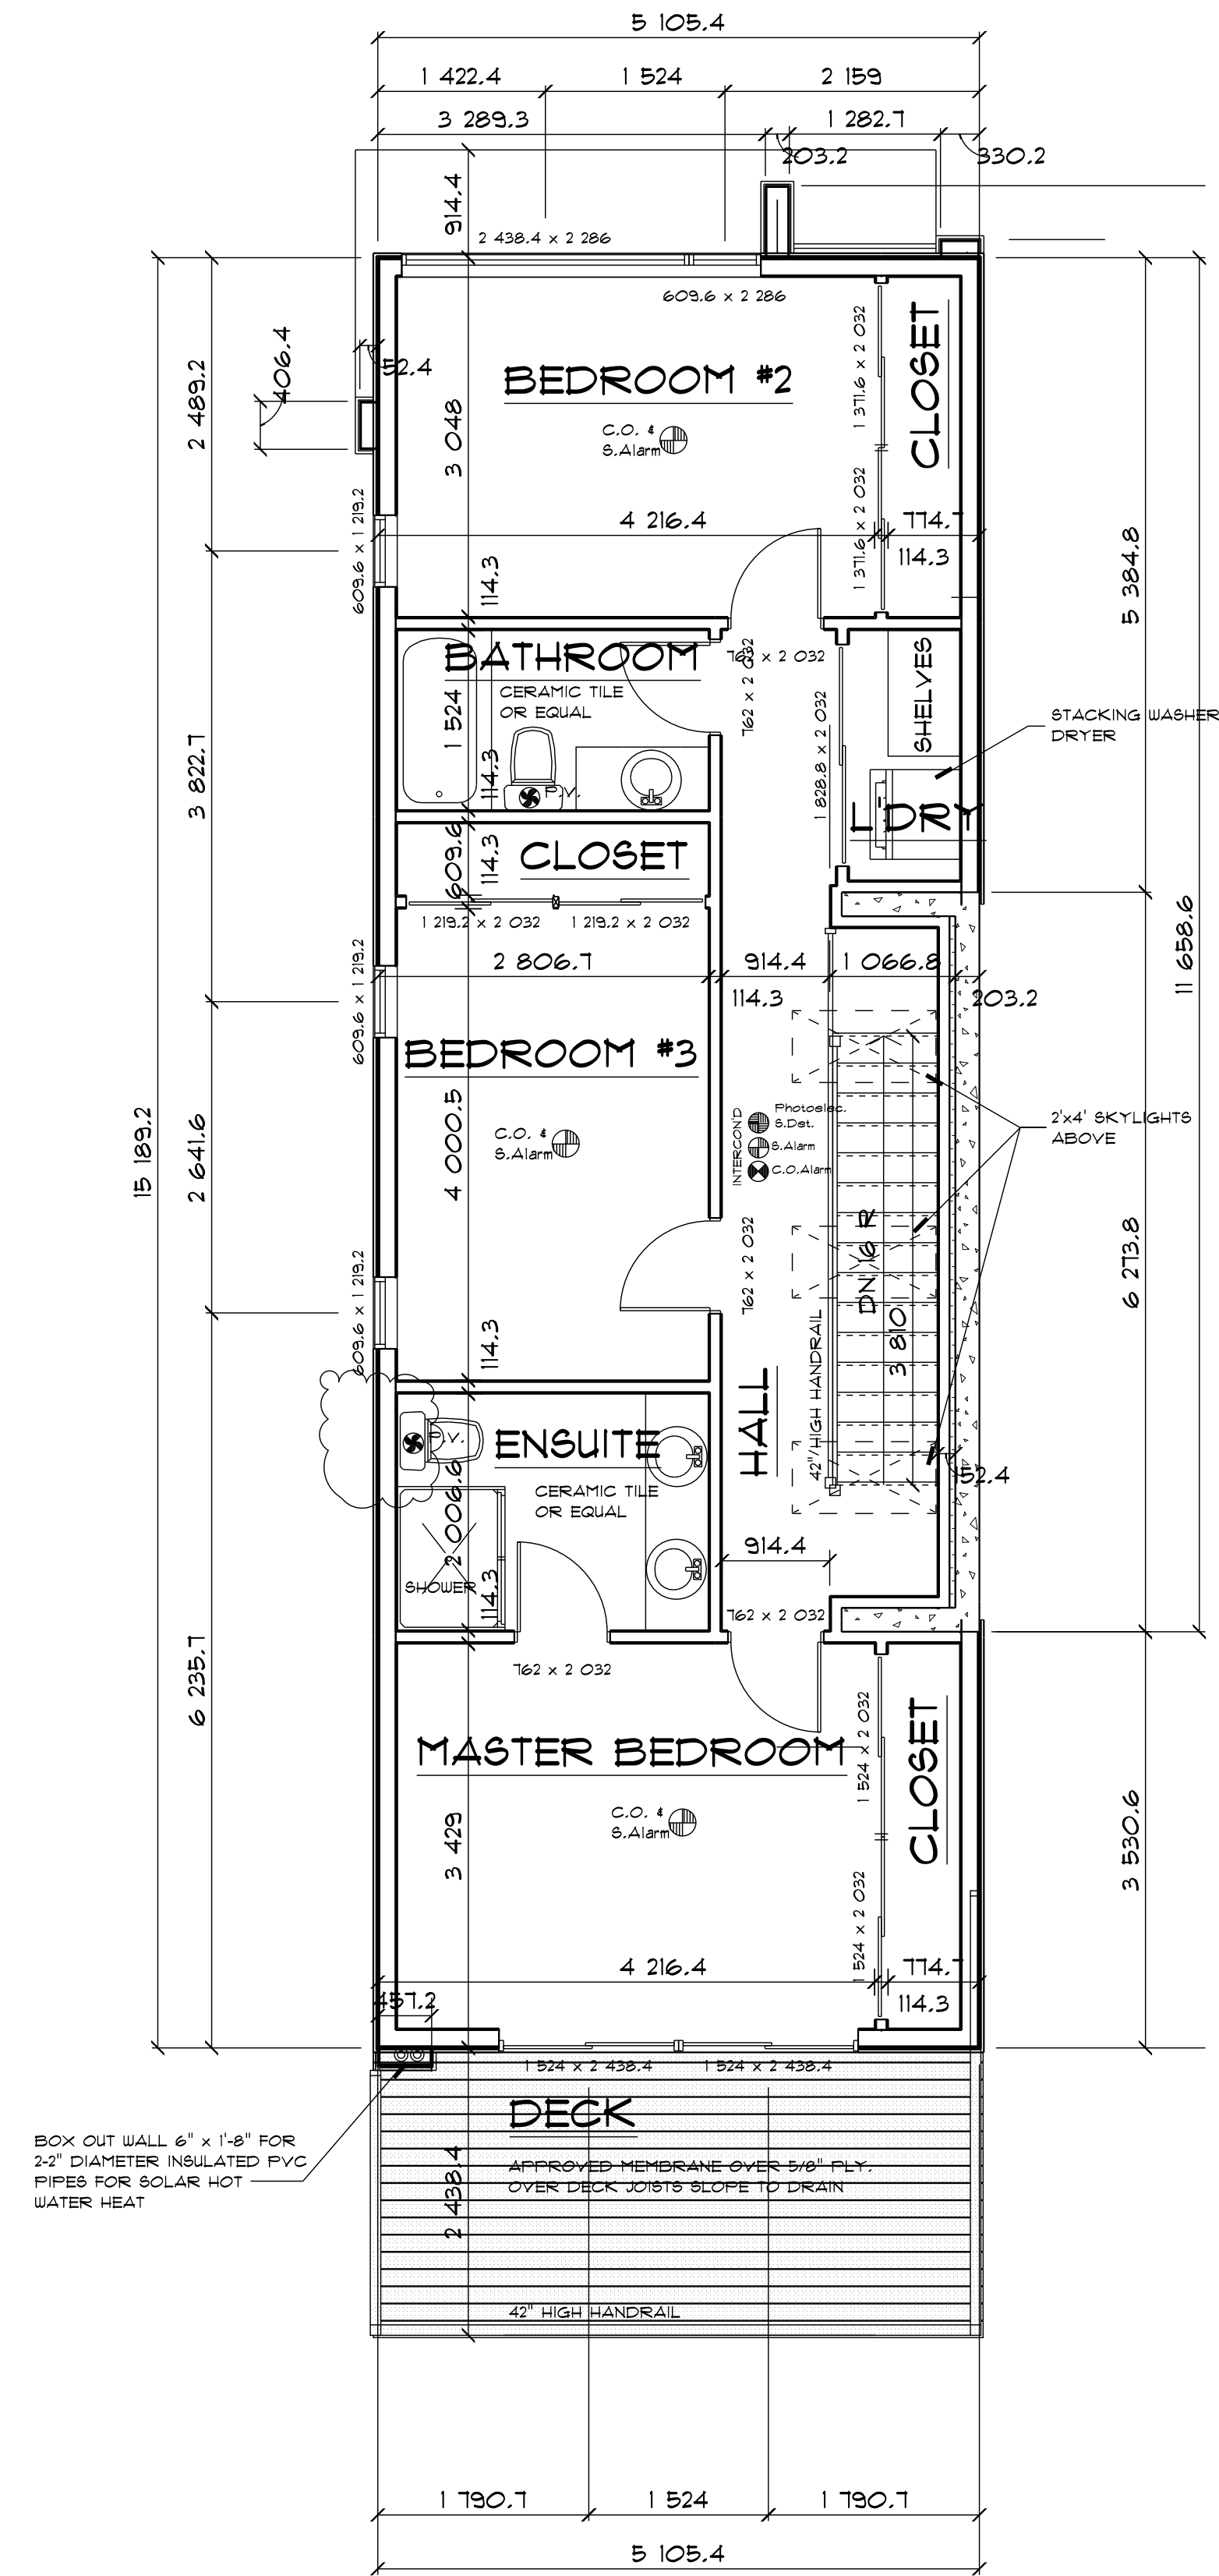 5 105.4
1 422.4
1 524
2 159
3 289.3
1 282.7
203.2
330.2
914.4
2 438.4 x 2 286
609.6 x 2 286
406.4
52.4
2 489.2
BEDROOM #2
C.O. &
S.Alarm
3 048
1 371.6 x 2 032
1 371.6 x 2 032
CLOSET
609.6 x 1 219.2
4 216.4
774.7
114.3
114.3
5 384.8
BATHROOM
CERAMIC TILE
OR EQUAL
1 524
114.3
P.V.
762 x 2 032
762 x 2 032
1 828.8 x 2 032
SHELVES
STACKING WASHER
DRYER
L DRY
3 822.7
609.6
114.3
CLOSET
1 219.2 x 2 032
1 219.2 x 2 032
11 658.6
609.6 x 1 219.2
2 806.7
914.4
1 066.8
114.3
203.2
BEDROOM #3
C.O. &
S.Alarm
4 000.5
INTERCON'D
Photoelec.
S.Det.
S.Alarm
C.O.Alarm
2'x4' SKYLIGHTS
ABOVE
15 189.2
2 641.6
762 x 2 032
DN 16 R
3 810
6 273.8
609.6 x 1 219.2
114.3
42" HIGH HANDRAIL
HALL
ENSUITE
CERAMIC TILE
OR EQUAL
2 006.6
152.4
SHOWER
114.3
914.4
762 x 2 032
762 x 2 032
6 235.7
MASTER BEDROOM
C.O. &
S.Alarm
3 429
1 524 x 2 032
1 524 x 2 032
CLOSET
3 530.6
4 216.4
774.7
114.3
457.2
1 524 x 2 438.4
1 524 x 2 438.4
DECK
APPROVED MEMBRANE OVER 5/8" PLY.
OVER DECK JOISTS SLOPE TO DRAIN
2 438.4
BOX OUT WALL 6" x 1'-8" FOR
2-2" DIAMETER INSULATED PVC
PIPES FOR SOLAR HOT
WATER HEAT
42" HIGH HANDRAIL
1 790.7
1 524
1 790.7
5 105.4